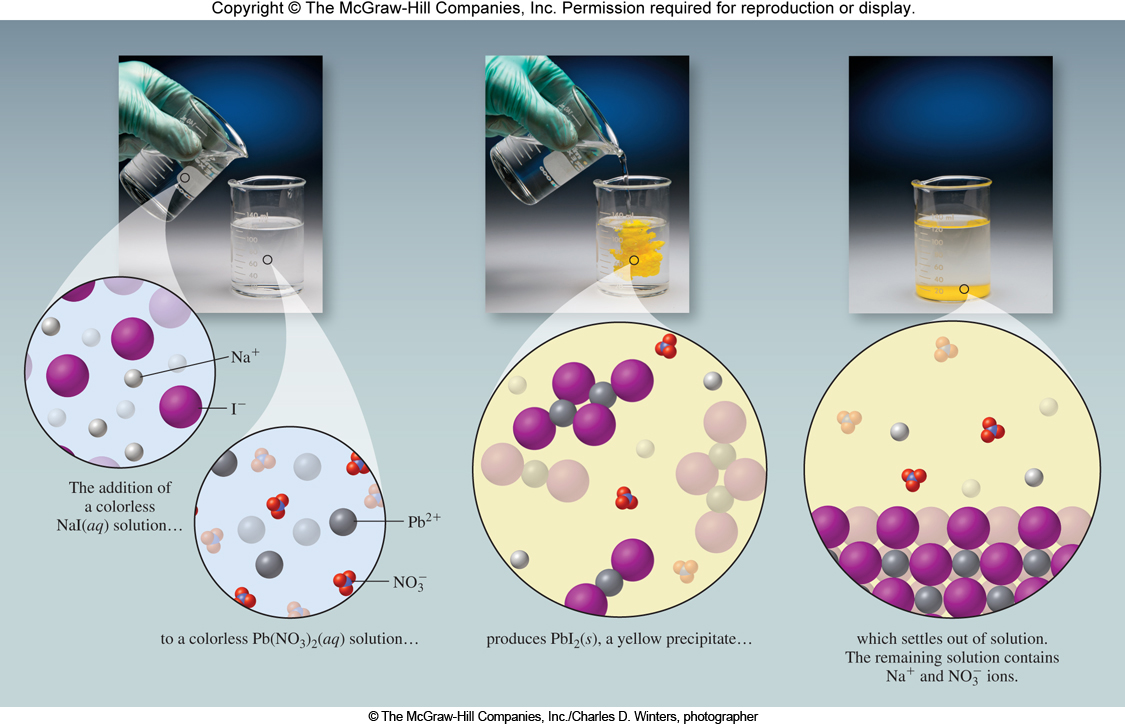 Copyright © The McGraw-Hill Companies, Inc. Permission required for reproduction or display.
Na⁺
I⁻
The addition of
a colorless
NaI(aq) solution…
Pb²⁺
NO₃⁻
to a colorless Pb(NO₃)₂(aq) solution…
produces PbI₂(s), a yellow precipitate…
which settles out of solution.
The remaining solution contains
Na⁺ and NO₃⁻ ions.
© The McGraw-Hill Companies, Inc./Charles D. Winters, photographer